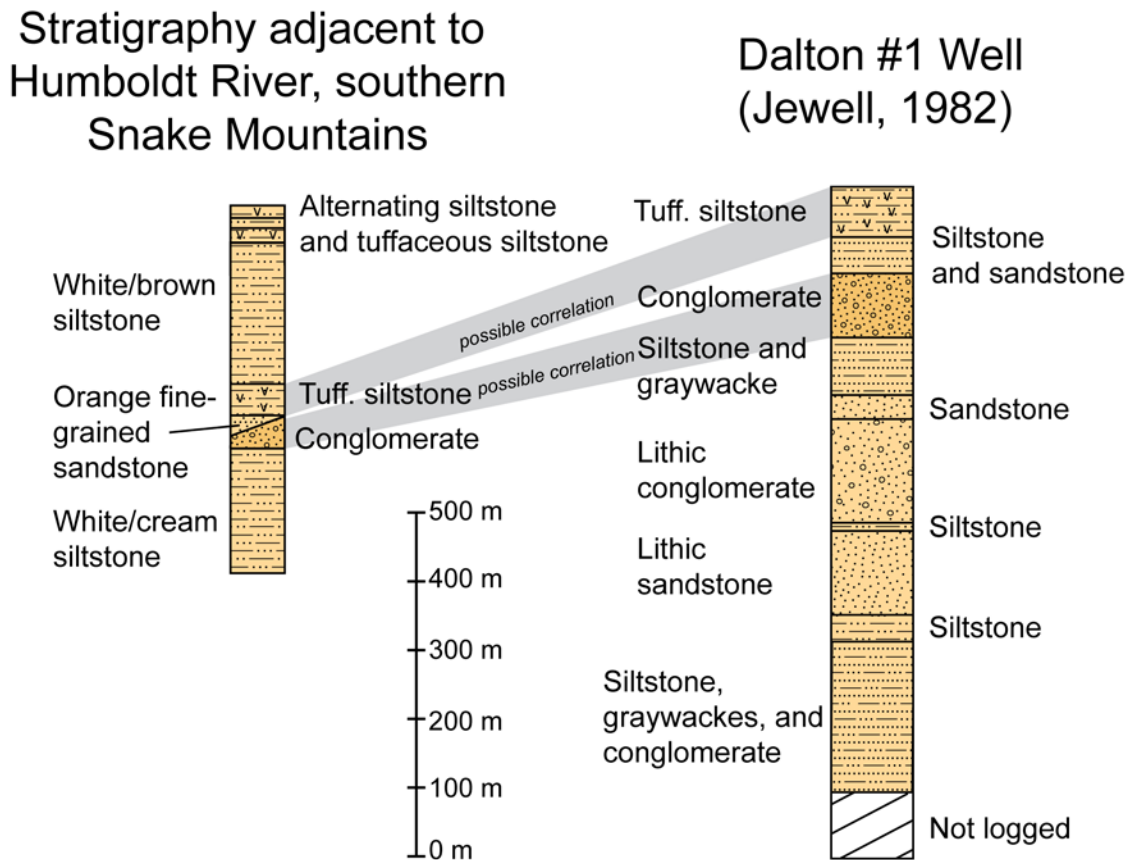 Stratigraphy adjacent to
Humboldt River, southern
Snake Mountains
Dalton #1 Well
(Jewell, 1982)
Alternating siltstone
and tuffaceous siltstone
White/brown
siltstone
Orange fine-
grained
sandstone
White/cream
siltstone
Tuff. siltstone
Conglomerate
possible correlation
possible correlation
Tuff. siltstone
Siltstone
and sandstone
Conglomerate
Siltstone and
graywacke
Sandstone
Lithic
conglomerate
Siltstone
Lithic
sandstone
Siltstone
Siltstone,
graywackes, and
conglomerate
Not logged
500 m
400 m
300 m
200 m
100 m
0 m